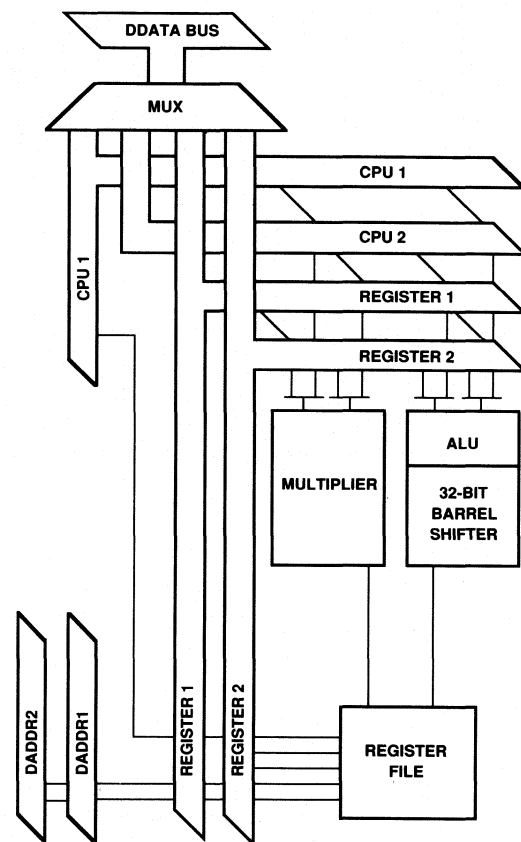 DDATA BUS
MUX
CPU 1
CPU 2
CPU 1
REGISTER 1
REGISTER 2
MULTIPLIER
ALU
32-BIT
BARREL
SHIFTER
DADDR2
DADDR1
REGISTER 1
REGISTER 2
REGISTER
FILE